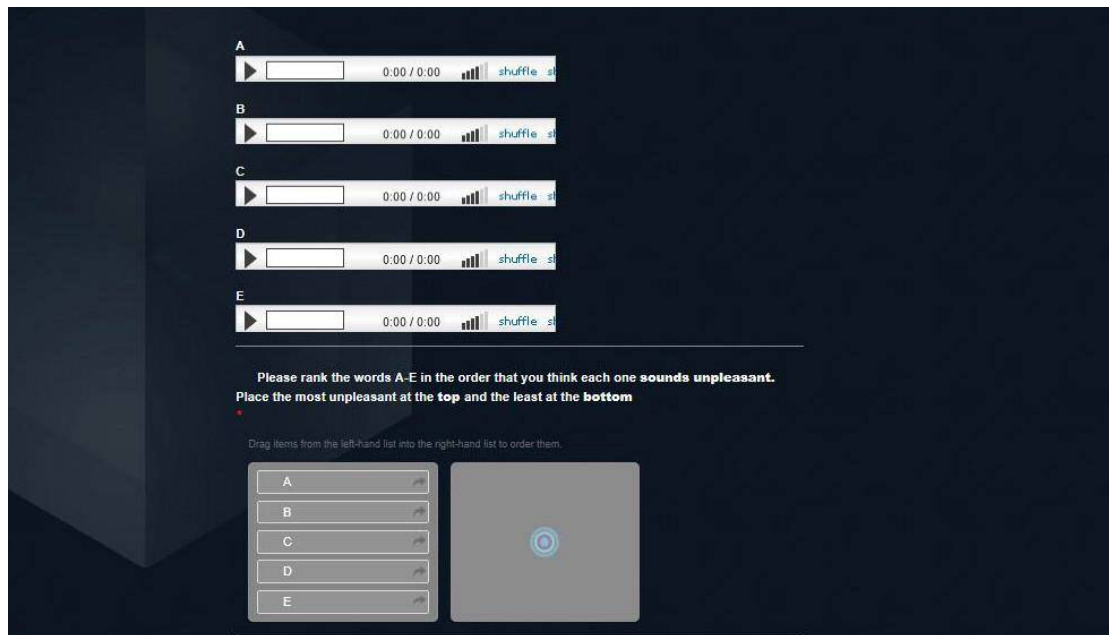 A
0:00 / 0:00 shuffle
B
0:00 / 0:00 shuffle
C
0:00 / 0:00 shuffle
D
0:00 / 0:00 shuffle
E
0:00 / 0:00 shuffle
Please rank the words A-E in the order that you think each one sounds unpleasant.
Place the most unpleasant at the top and the least at the bottom
*
Drag items from the left-hand list into the right-hand list to order them.
A
B
C
D
E